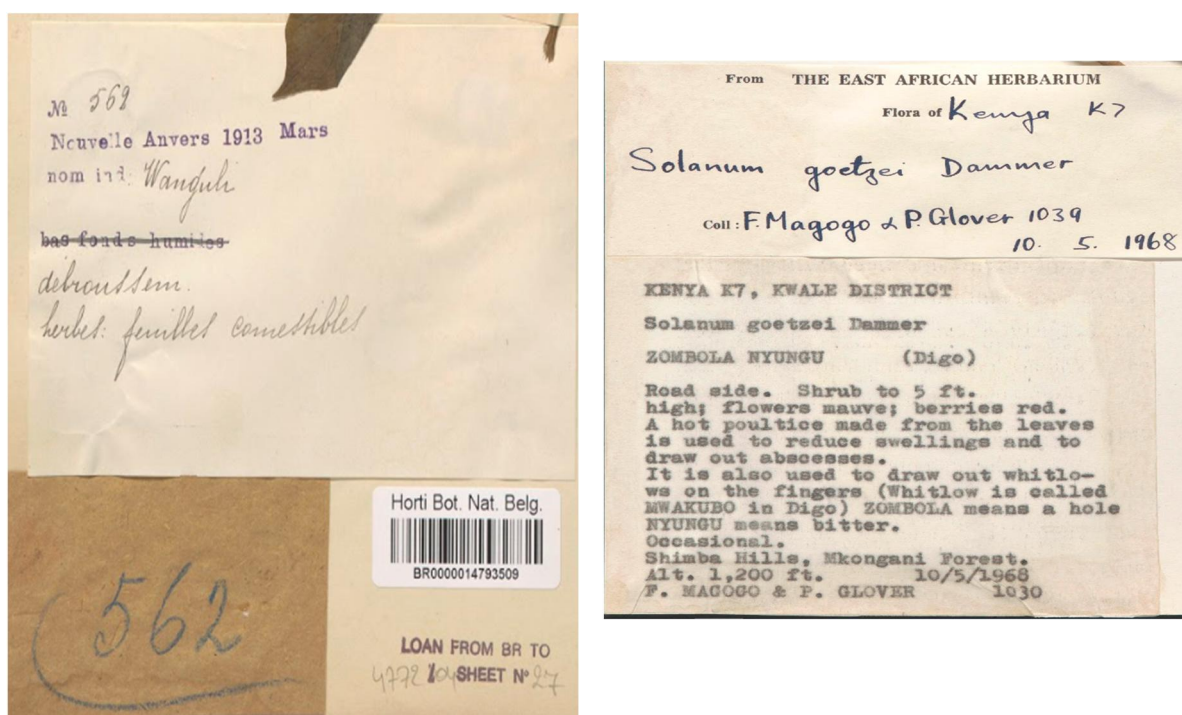 № 562
Nouvelle Anvers 1913 Mars
nom ind: Wanguli
bas fonds humides
débroussem.
herbes: feuilles comestibles
Horti Bot. Nat. Belg.
BR0000014793509
562
LOAN FROM BR TO
SHEET Nº 27
From THE EAST AFRICAN HERBARIUM
Flora of Kenya K7
Solanum goetzei Dammer
Coll: F. Magogo & P. Glover 1039
10. 5. 1968
KENYA K7, KWALE DISTRICT
Solanum goetzei Dammer
ZOMBOLA NYUNGU (Digo)
Road side. Shrub to 5 ft.
high; flowers mauve; berries red.
A hot poultice made from the leaves
is used to reduce swellings and to
draw out abscesses.
It is also used to draw out whitlo-
ws on the fingers (Whitlow is called
MWAKUBO in Digo) ZOMBOLA means a hole
NYUNGU means bitter.
Occasional.
Shimba Hills, Mkongani Forest.
Alt. 1,200 ft. 10/5/1968
F. MAGOGO & P. GLOVER 1030